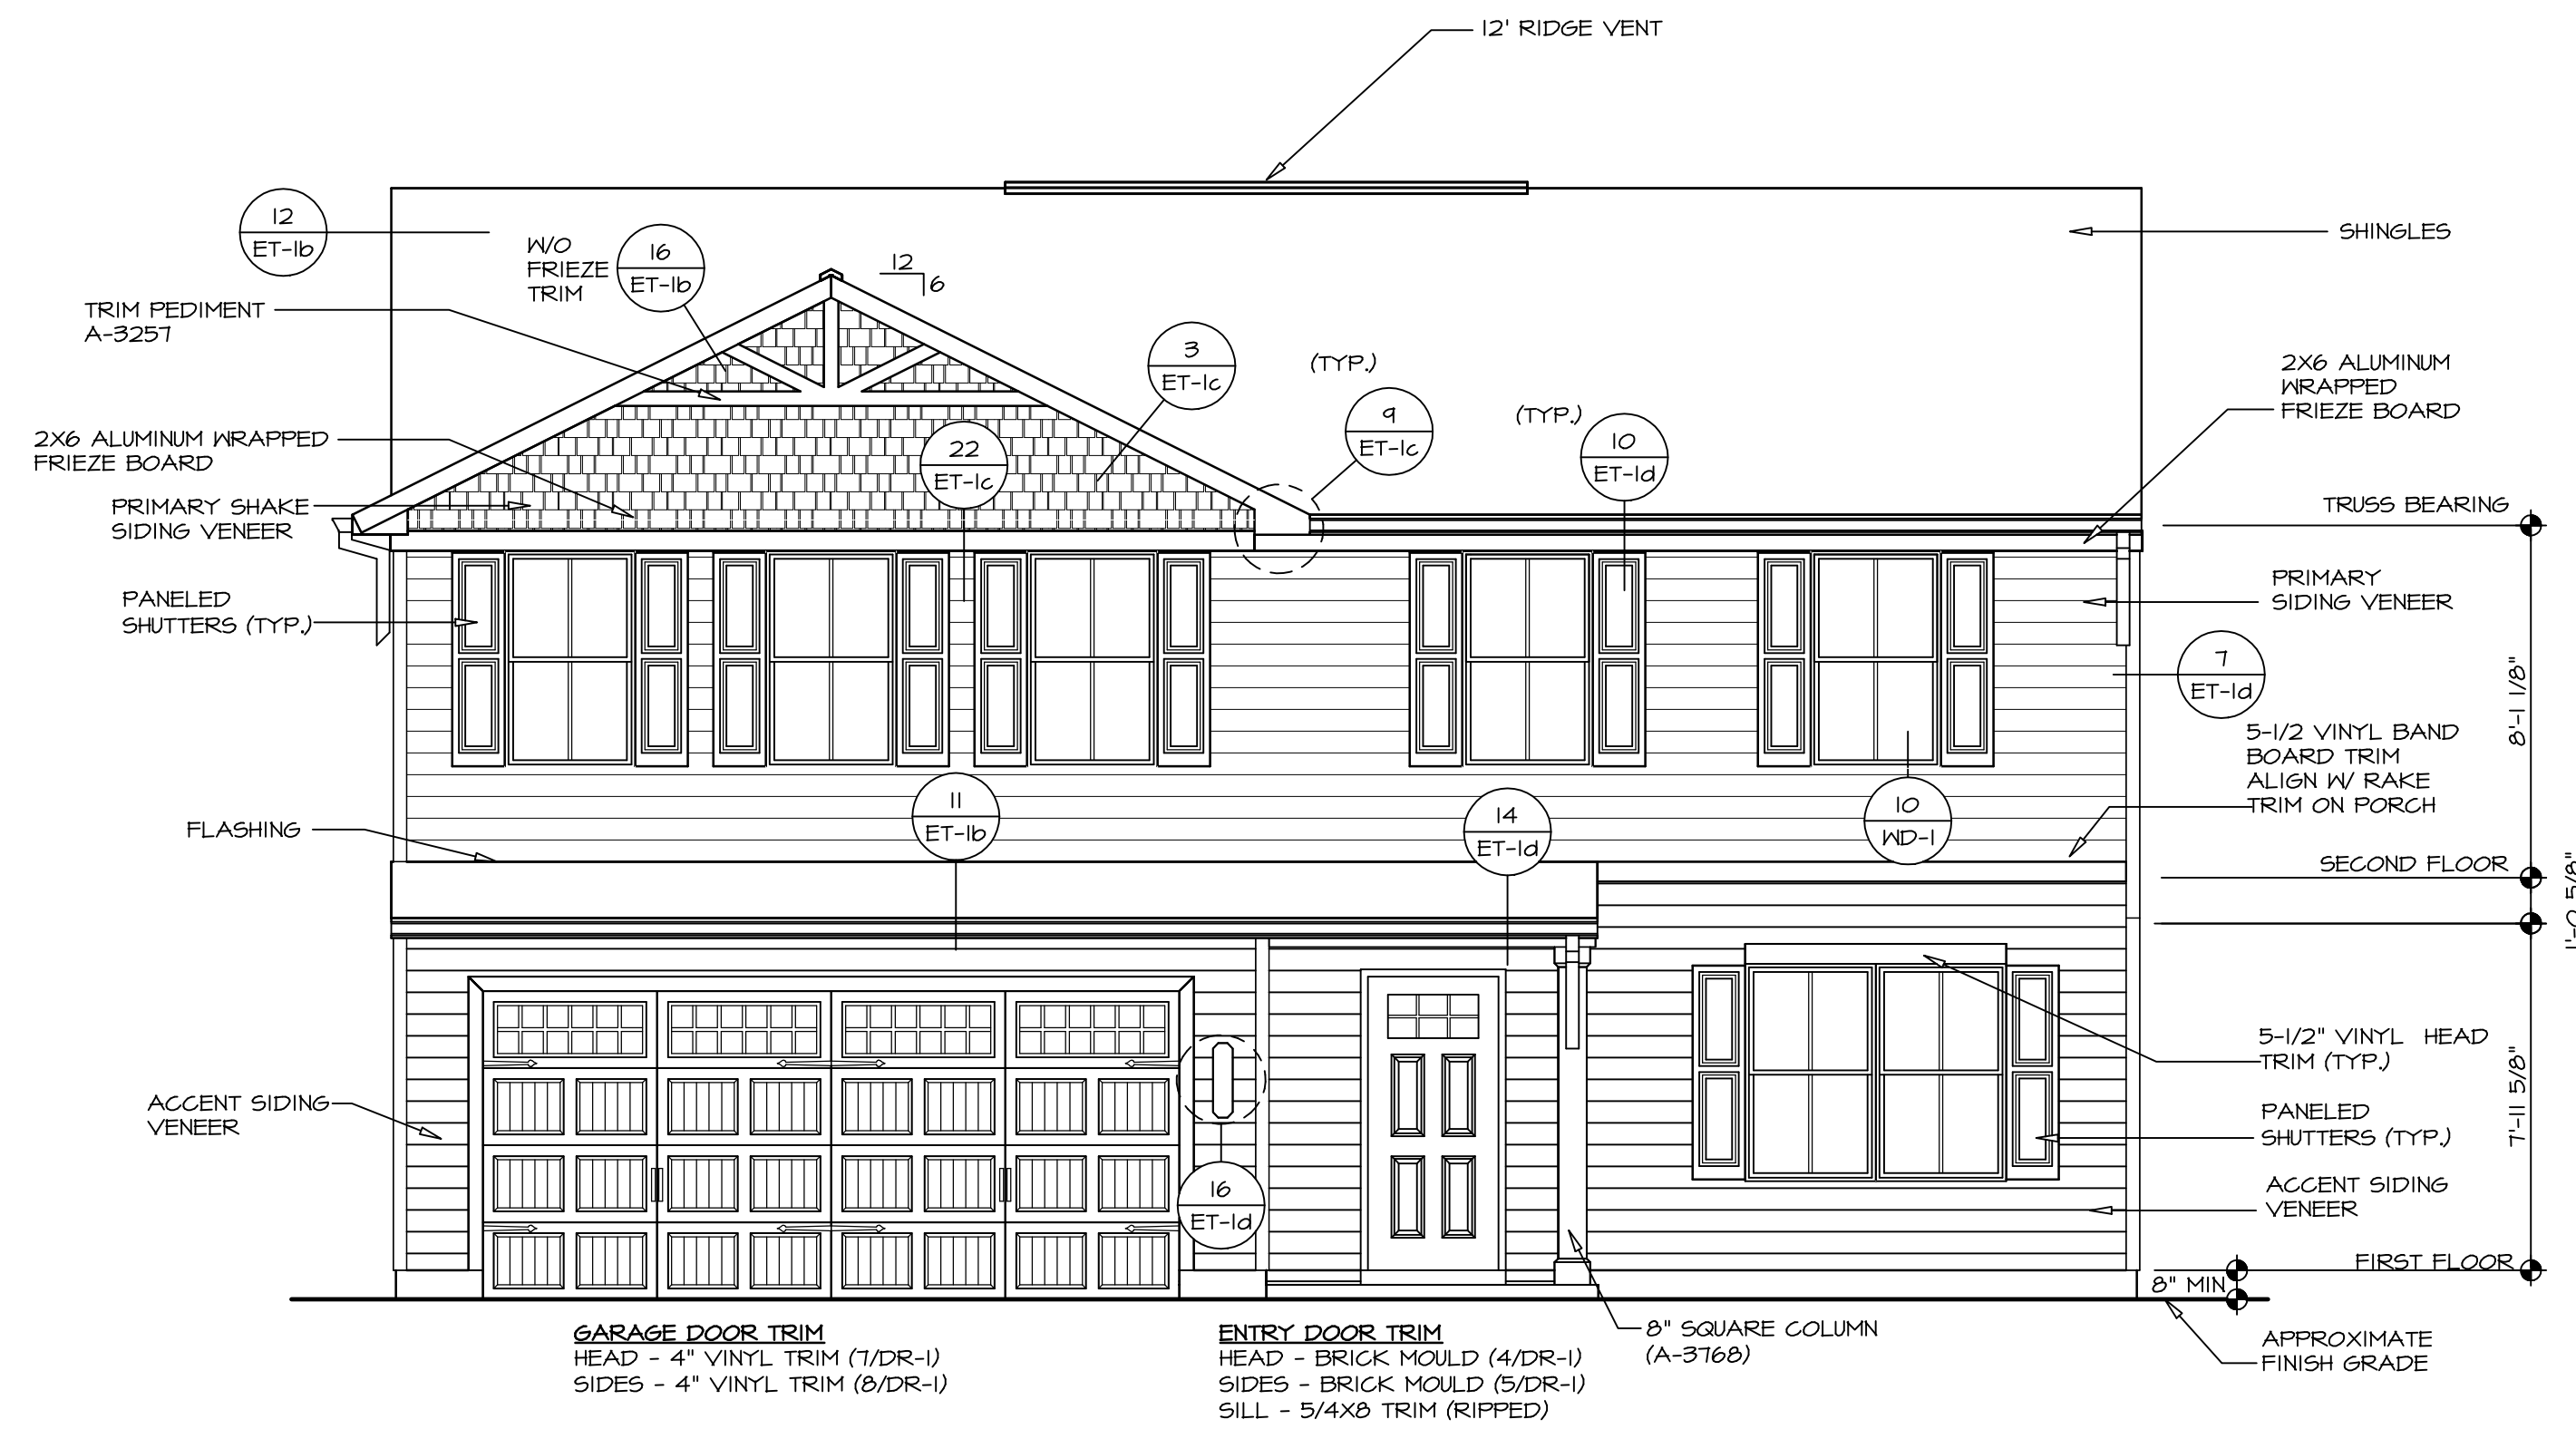 12' RIDGE VENT
12
ET-1b
W/O
FRIEZE
TRIM
16
ET-1b
12
6
SHINGLES
TRIM PEDIMENT
A-3257
3
ET-1c
(TYP.)
9
ET-1c
(TYP.)
10
ET-1d
2X6 ALUMINUM
WRAPPED
FRIEZE BOARD
2X6 ALUMINUM WRAPPED
FRIEZE BOARD
22
ET-1c
PRIMARY SHAKE
SIDING VENEER
TRUSS BEARING
PANELED
SHUTTERS (TYP.)
PRIMARY
SIDING VENEER
7
ET-1d
8'-1 1/8"
5-1/2 VINYL BAND
BOARD TRIM
ALIGN W/ RAKE
TRIM ON PORCH
FLASHING
11
ET-1b
14
ET-1d
10
WD-1
SECOND FLOOR
1'-0 5/8"
5-1/2" VINYL HEAD
TRIM (TYP.)
7'-11 5/8"
ACCENT SIDING
VENEER
PANELED
SHUTTERS (TYP.)
16
ET-1d
ACCENT SIDING
VENEER
FIRST FLOOR
8" MIN
GARAGE DOOR TRIM
HEAD - 4" VINYL TRIM (7/DR-1)
SIDES - 4" VINYL TRIM (8/DR-1)
ENTRY DOOR TRIM
HEAD - BRICK MOULD (4/DR-1)
SIDES - BRICK MOULD (5/DR-1)
SILL - 5/4X8 TRIM (RIPPED)
8" SQUARE COLUMN
(A-3768)
APPROXIMATE
FINISH GRADE